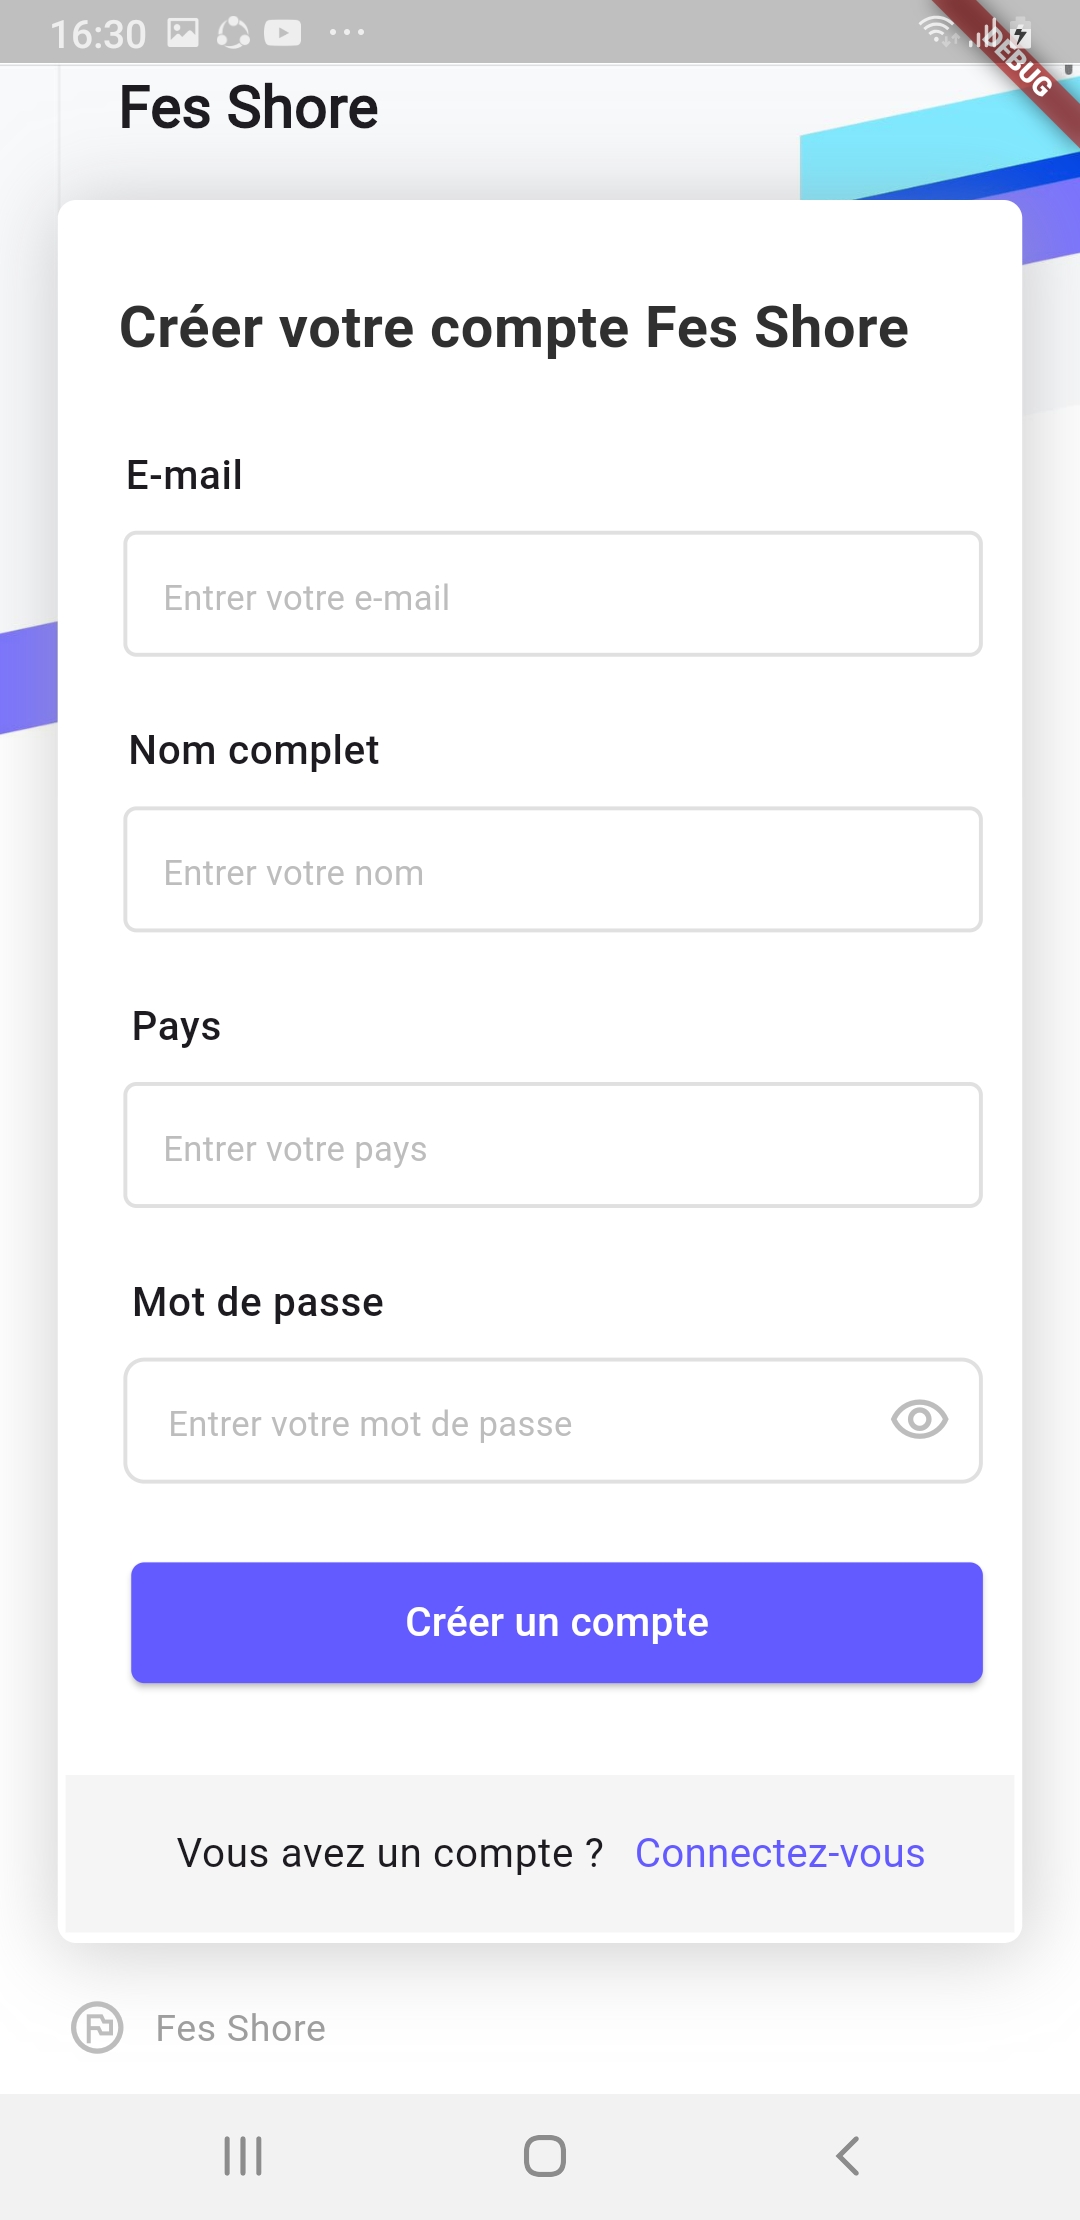 16:30
DEBUG
Fes Shore
Créer votre compte Fes Shore
E-mail
Entrer votre e-mail
Nom complet
Entrer votre nom
Pays
Entrer votre pays
Mot de passe
Entrer votre mot de passe
Créer un compte
Vous avez un compte ? Connectez-vous
Fes Shore